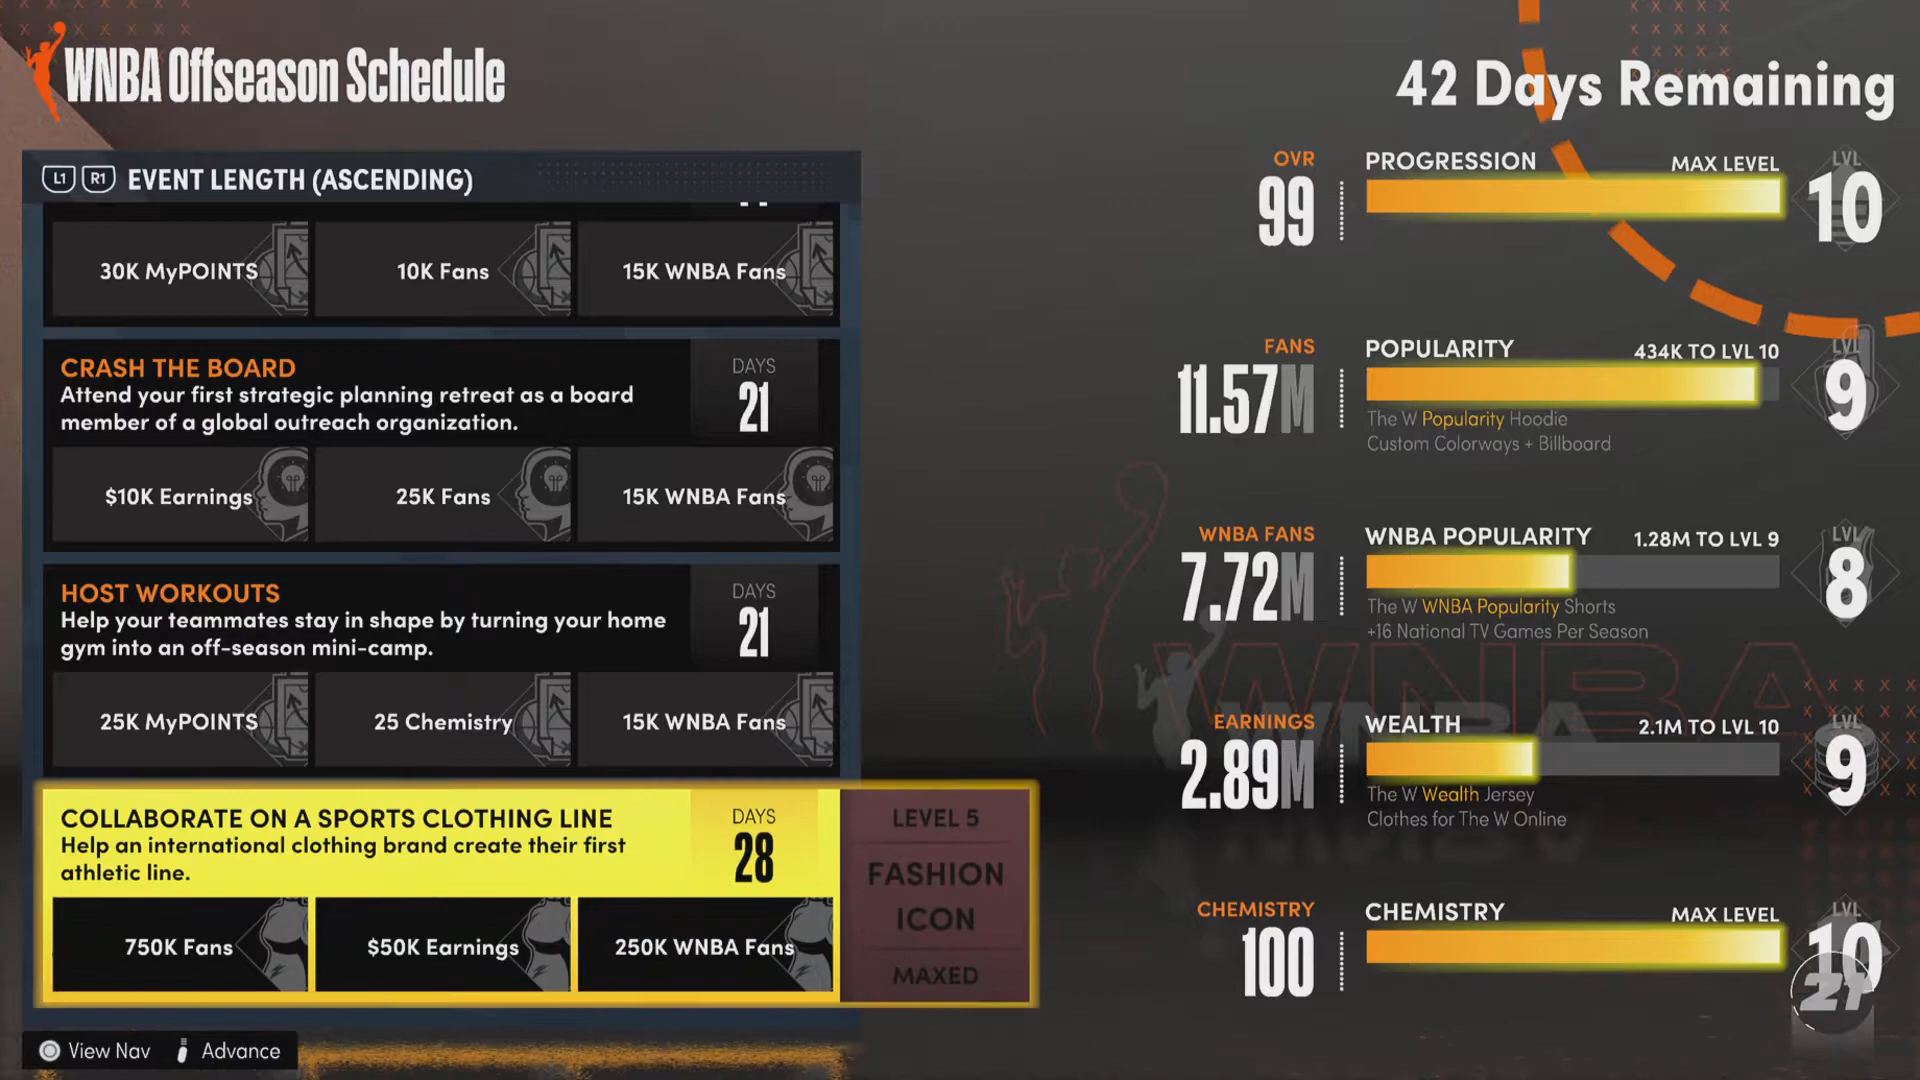 WNBA Offseason Schedule
42 Days Remaining
L1 R1 EVENT LENGTH (ASCENDING)
30K MyPOINTS
10K Fans
15K WNBA Fans
CRASH THE BOARD
Attend your first strategic planning retreat as a board
member of a global outreach organization.
DAYS
21
$10K Earnings
25K Fans
15K WNBA Fans
HOST WORKOUTS
Help your teammates stay in shape by turning your home
gym into an off-season mini-camp.
DAYS
21
25K MyPOINTS
25 Chemistry
15K WNBA Fans
COLLABORATE ON A SPORTS CLOTHING LINE
Help an international clothing brand create their first
athletic line.
DAYS
28
750K Fans
$50K Earnings
250K WNBA Fans
LEVEL 5
FASHION
ICON
MAXED
View Nav
Advance
OVR
99
PROGRESSION
MAX LEVEL
LVL
10
FANS
11.57M
POPULARITY
434K TO LVL 10
The W Popularity Hoodie
Custom Colorways + Billboard
LVL
9
WNBA FANS
7.72M
WNBA POPULARITY
1.28M TO LVL 9
The W WNBA Popularity Shorts
+16 National TV Games Per Season
LVL
8
EARNINGS
2.89M
WEALTH
2.1M TO LVL 10
The W Wealth Jersey
Clothes for The W Online
LVL
9
CHEMISTRY
100
CHEMISTRY
MAX LEVEL
LVL
10
WNBA
WNBA